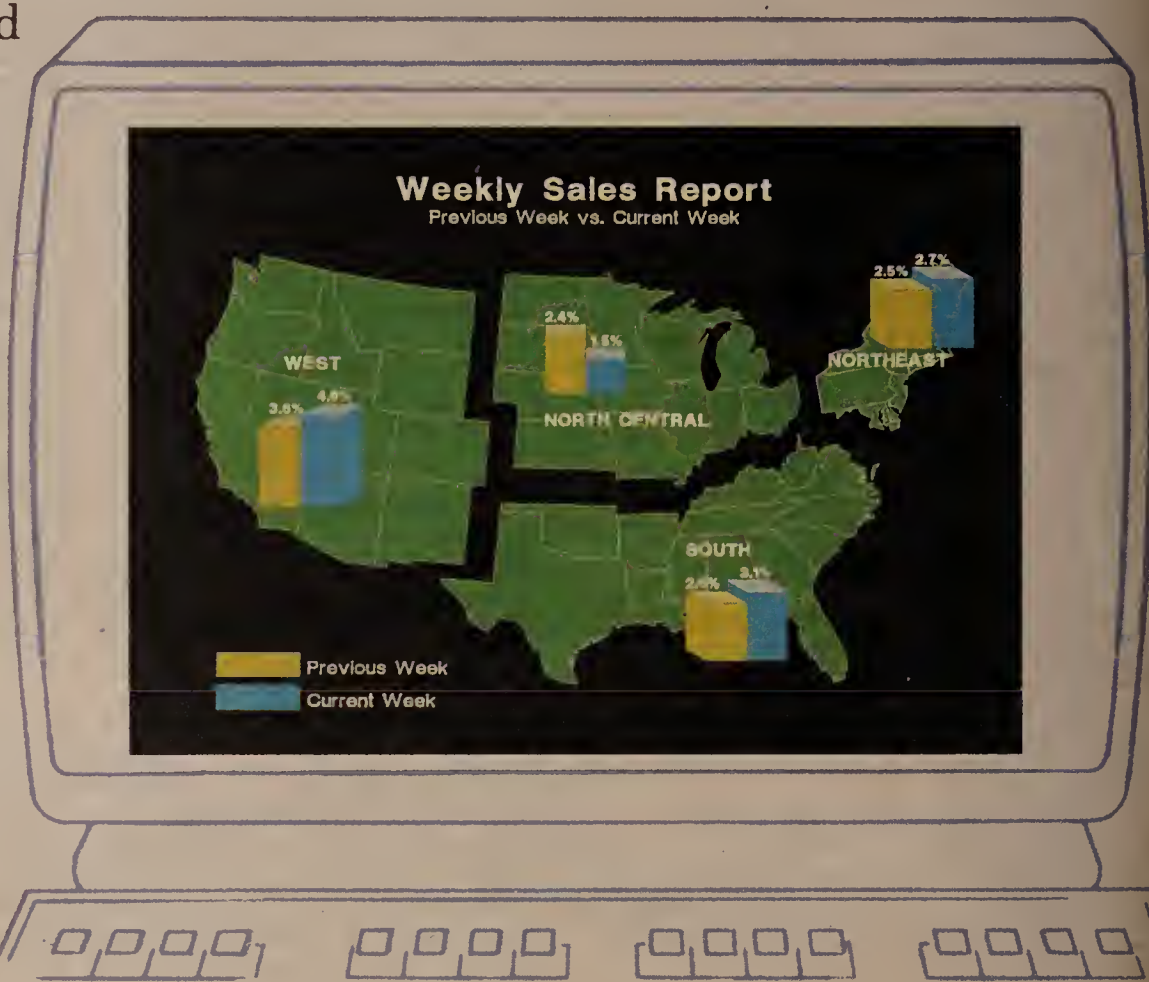 d
Weekly Sales Report
Previous Week vs. Current Week
2.5% 2.7%
2.4%
1.5%
WEST
NORTHEAST
NORTH CENTRAL
SOUTH
3.1%
Previous Week
Current Week